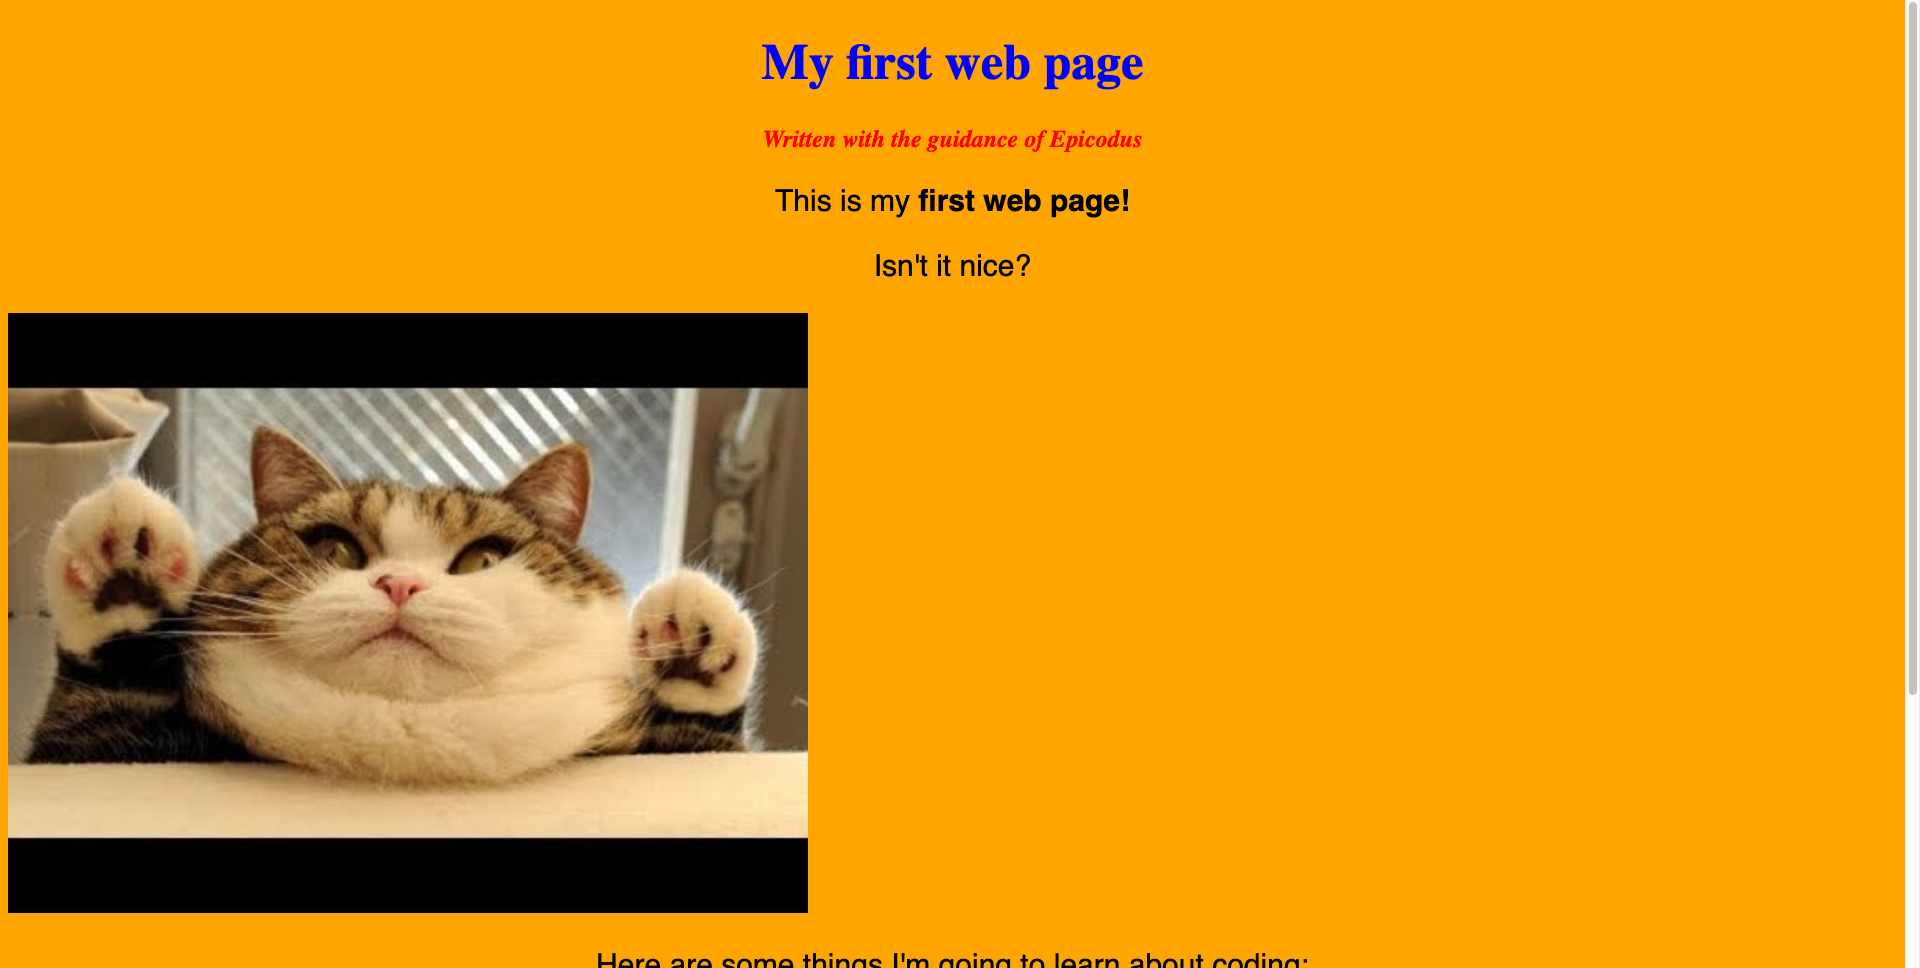 My first web page
Written with the guidance of Epicodus
This is my first web page!
Isn't it nice?
Here are some things I'm going to learn about coding: